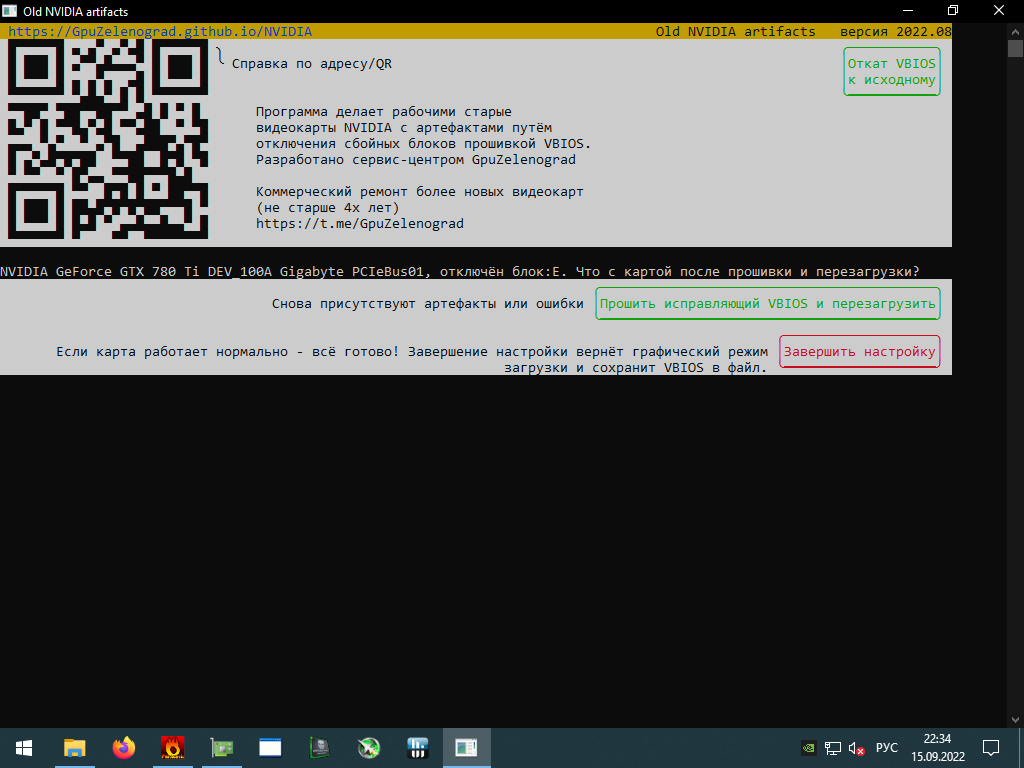 Old NVIDIA artifacts
https://GpuZelenograd.github.io/NVIDIA
Old NVIDIA artifacts версия 2022.08
Справка по адресу/QR
Откат VBIOS
к исходному
Программа делает рабочими старые
видеокарты NVIDIA с артефактами путём
отключения сбойных блоков прошивкой VBIOS.
Разработано сервис-центром GpuZelenograd
Коммерческий ремонт более новых видеокарт
(не старше 4х лет)
https://t.me/GpuZelenograd
NVIDIA GeForce GTX 780 Ti DEV_100A Gigabyte PCIeBus01, отключён блок:E. Что с картой после прошивки и перезагрузки?
Снова присутствуют артефакты или ошибки
Прошить исправляющий VBIOS и перезагрузить
Если карта работает нормально - всё готово! Завершение настройки вернёт графический режим
загрузки и сохранит VBIOS в файл.
Завершить настройку
РУС
22:34
15.09.2022